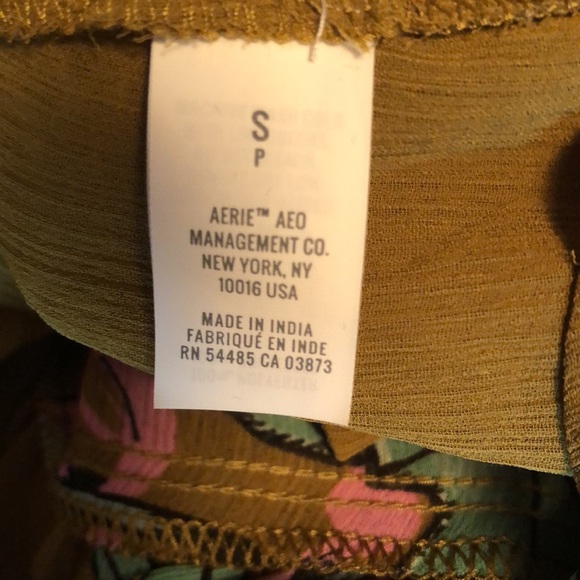 S
P
AERIE™ AEO
MANAGEMENT CO.
NEW YORK, NY
10016 USA
MADE IN INDIA
FABRIQUÉ EN INDE
RN 54485 CA 03873